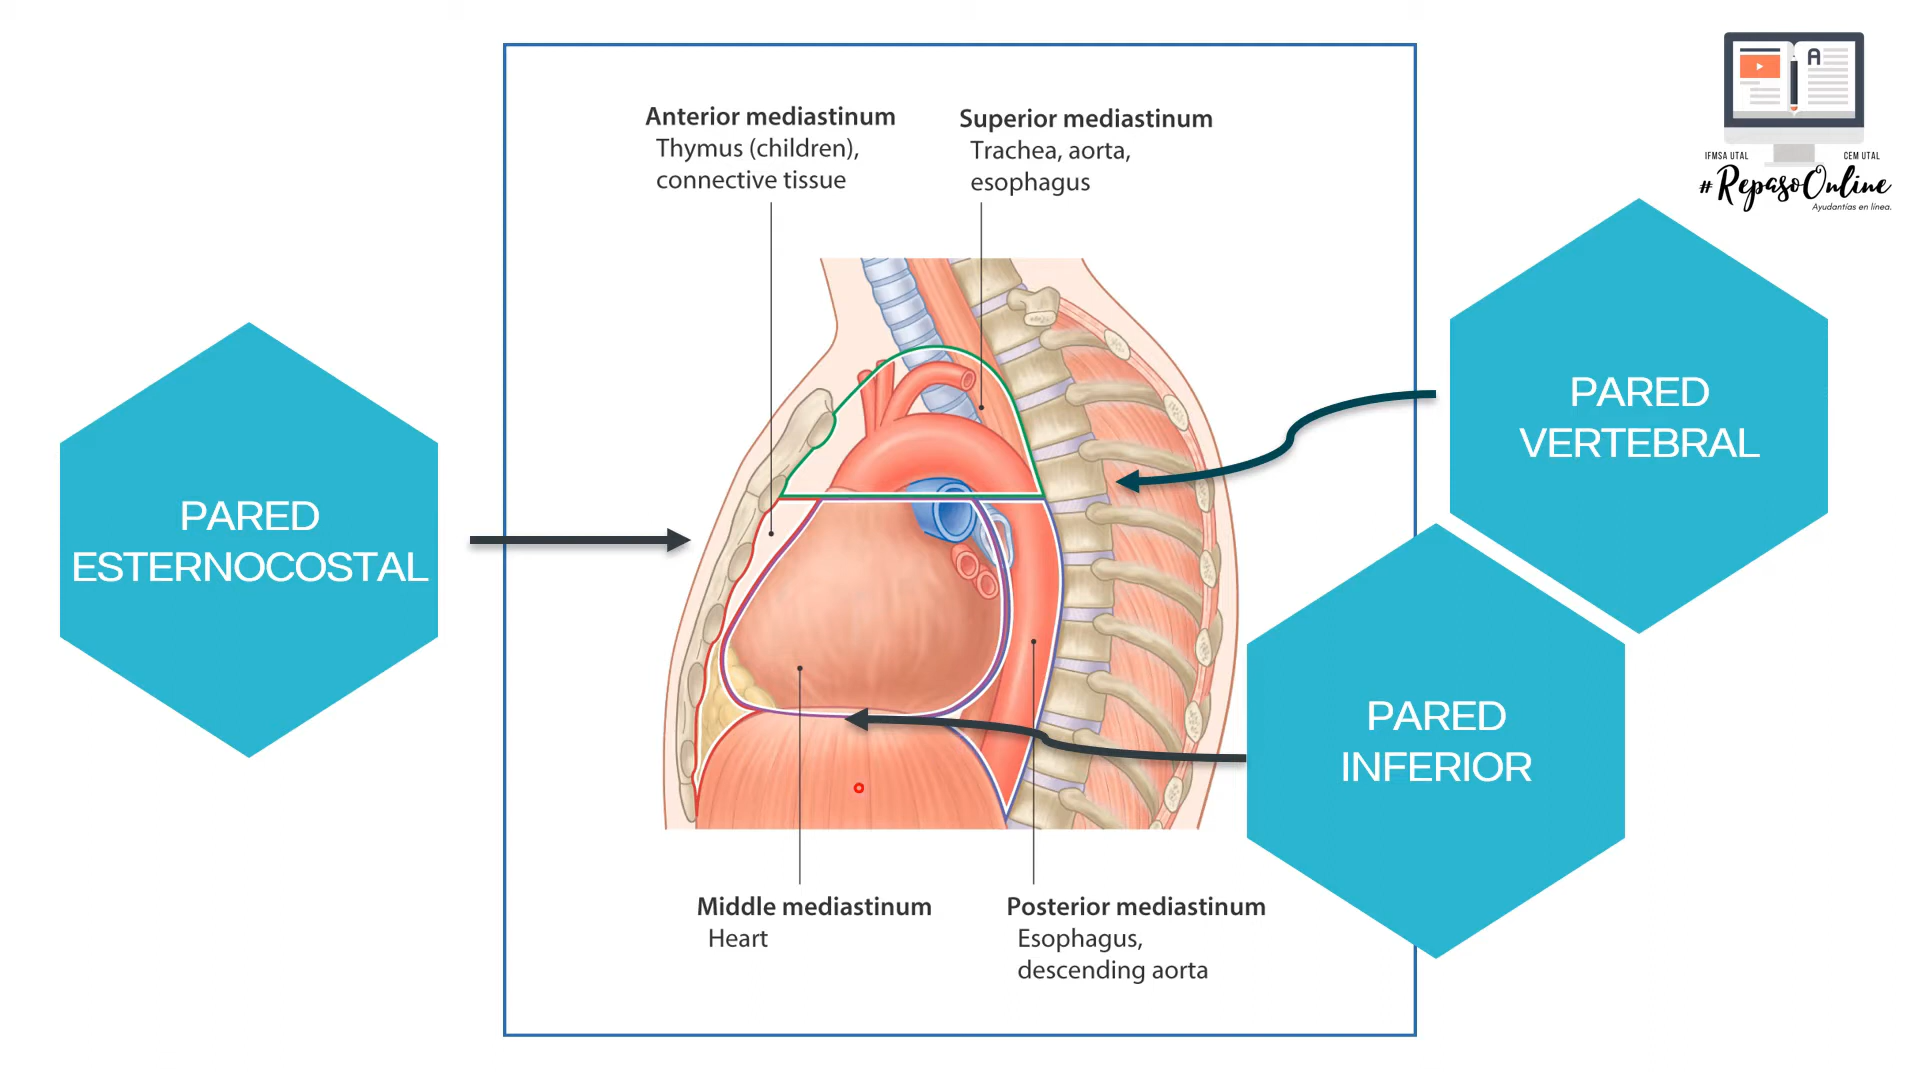 Anterior mediastinum
Thymus (children),
connective tissue
Superior mediastinum
Trachea, aorta,
esophagus
A
IFMSA UTAL
CEM UTAL
#RepasoOnline
Ayudantías en línea.
PARED
ESTERNOCOSTAL
PARED
VERTEBRAL
PARED
INFERIOR
Middle mediastinum
Heart
Posterior mediastinum
Esophagus,
descending aorta